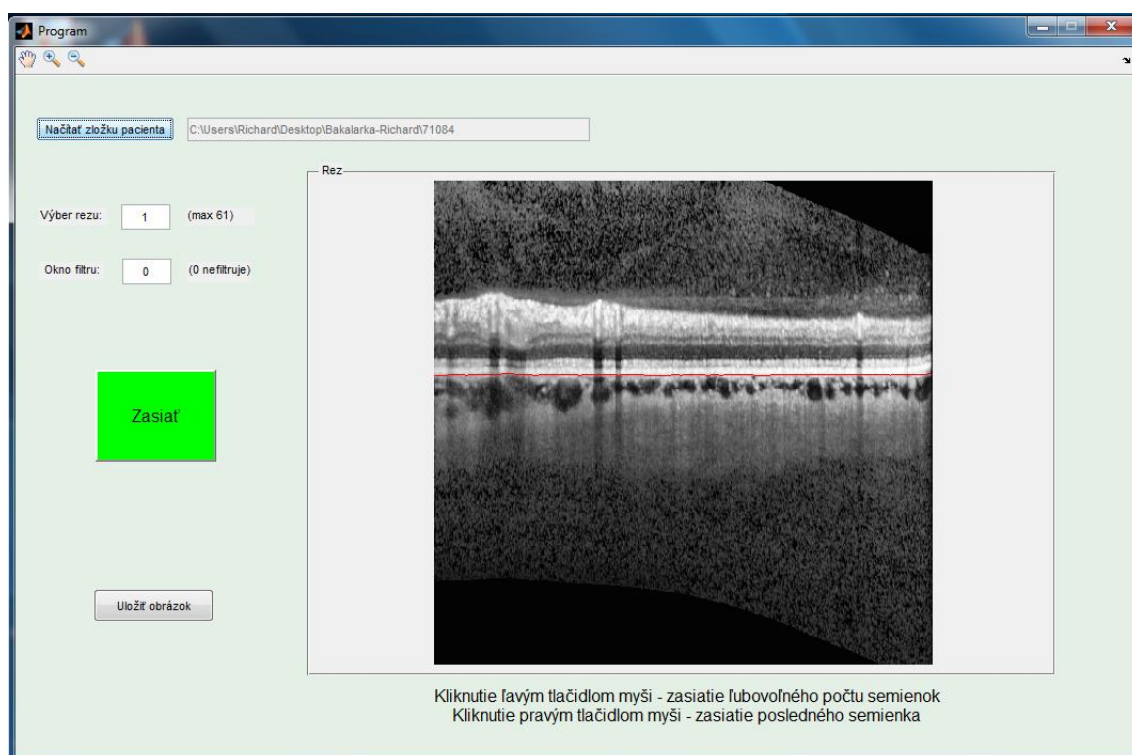 Program
Načítať zložku pacienta
C:\Users\Richard\Desktop\Bakalarka-Richard\71084
Rez
Výber rezu: 1 (max 61)
Okno filtru: 0 (0 nefiltruje)
Zasiať
Uložiť obrázok
Kliknutie ľavým tlačidlom myši - zasiatie ľubovoľného počtu semienok
Kliknutie pravým tlačidlom myši - zasiatie posledného semienka